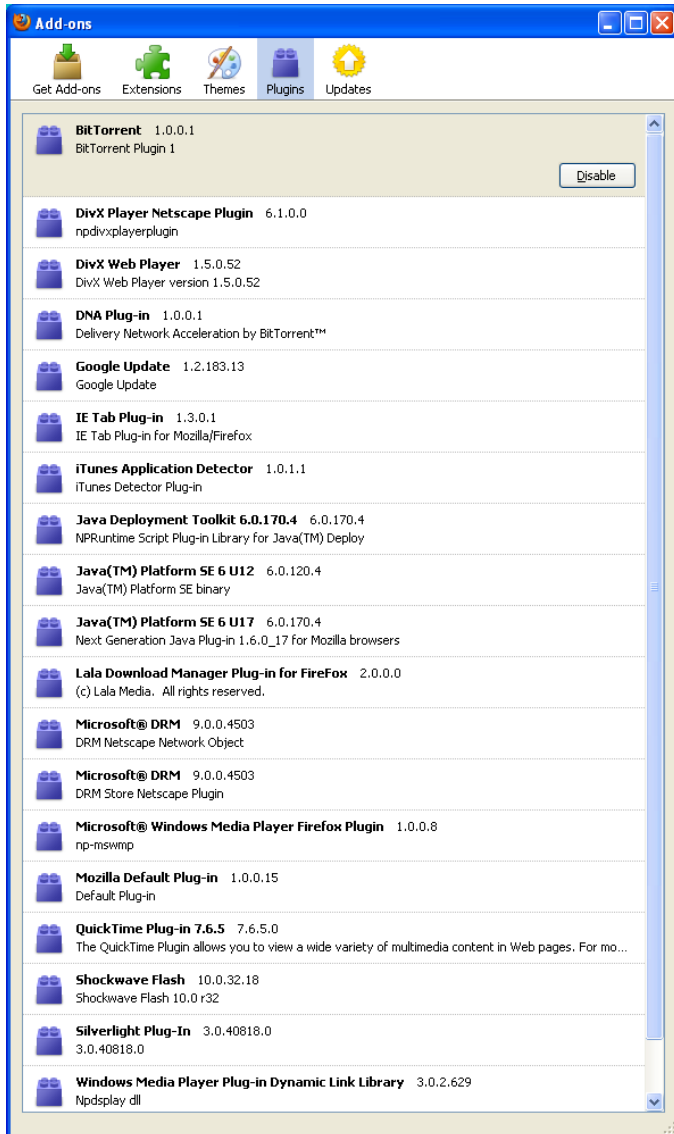 Add-ons
Get Add-ons Extensions Themes Plugins Updates
BitTorrent 1.0.0.1
BitTorrent Plugin 1
Disable
DivX Player Netscape Plugin 6.1.0.0
npdivxplayerplugin
DivX Web Player 1.5.0.52
DivX Web Player version 1.5.0.52
DNA Plug-in 1.0.0.1
Delivery Network Acceleration by BitTorrent™
Google Update 1.2.183.13
Google Update
IE Tab Plug-in 1.3.0.1
IE Tab Plug-in for Mozilla/Firefox
iTunes Application Detector 1.0.1.1
iTunes Detector Plug-in
Java Deployment Toolkit 6.0.170.4 6.0.170.4
NPRuntime Script Plug-in Library for Java(TM) Deploy
Java(TM) Platform SE 6 U12 6.0.120.4
Java(TM) Platform SE binary
Java(TM) Platform SE 6 U17 6.0.170.4
Next Generation Java Plug-in 1.6.0_17 for Mozilla browsers
Lala Download Manager Plug-in for FireFox 2.0.0.0
(c) Lala Media. All rights reserved.
Microsoft® DRM 9.0.0.4503
DRM Netscape Network Object
Microsoft® DRM 9.0.0.4503
DRM Store Netscape Plugin
Microsoft® Windows Media Player Firefox Plugin 1.0.0.8
np-mswmp
Mozilla Default Plug-in 1.0.0.15
Default Plug-in
QuickTime Plug-in 7.6.5 7.6.5.0
The QuickTime Plugin allows you to view a wide variety of multimedia content in Web pages. For mo...
Shockwave Flash 10.0.32.18
Shockwave Flash 10.0 r32
Silverlight Plug-In 3.0.40818.0
3.0.40818.0
Windows Media Player Plug-in Dynamic Link Library 3.0.2.629
Npdsplay dll